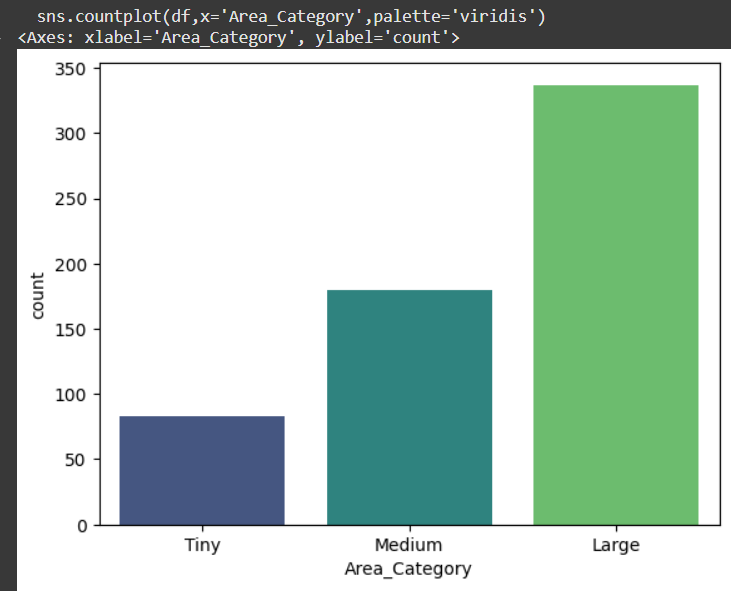 sns.countplot(df,x='Area_Category',palette='viridis')
<Axes: xlabel='Area_Category', ylabel='count'>
350
300
250
200
150
100
50
0
count
Tiny Medium Large
Area_Category